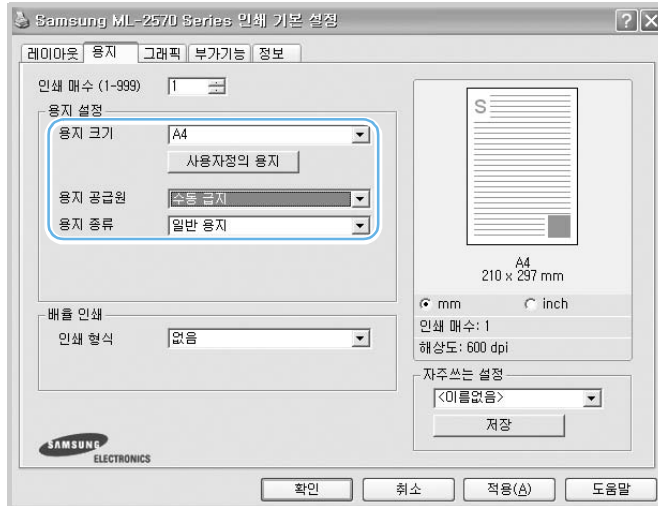 Samsung ML-2570 Series 인쇄 기본 설정
레이아웃 용지 그래픽 부가기능 정보
인쇄 매수 (1-999) 1
용지 설정
용지 크기 A4
사용자정의 용지
용지 공급원 수동 급지
용지 종류 일반 용지
배율 인쇄
인쇄 형식 없음
S
A4
210 x 297 mm
mm inch
인쇄 매수: 1
해상도: 600 dpi
자주쓰는 설정
<이름없음>
저장
SAMSUNG
ELECTRONICS
확인 취소 적용(A) 도움말